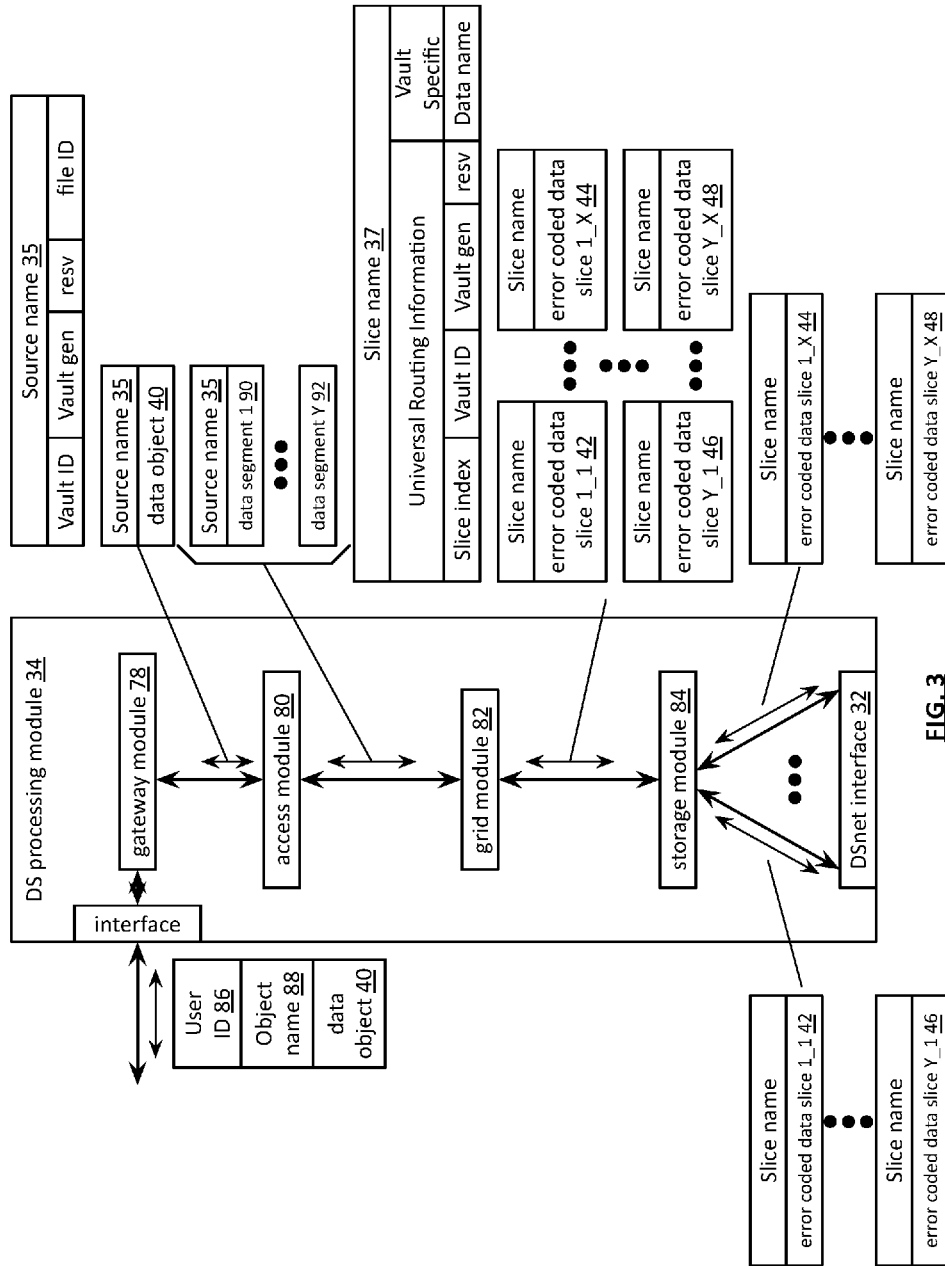 DS processing module 34
interface
gateway module 78
access module 80
grid module 82
storage module 84
DSnet interface 32
User
ID 86
Object
name 88
data
object 40
Source name 35
Vault ID Vault gen resv file ID
Source name 35
data object 40
Source name 35
data segment 1 90
data segment Y 92
Slice name 37
Universal Routing Information
Vault
Specific
Slice index Vault ID Vault gen resv Data name
Slice name
error coded data
slice 1_1 42
Slice name
error coded data
slice 1_X 44
Slice name
error coded data
slice Y_1 46
Slice name
error coded data
slice Y_X 48
Slice name
error coded data slice 1_1 42
Slice name
error coded data slice Y_1 46
Slice name
error coded data slice 1_X 44
Slice name
error coded data slice Y_X 48
FIG. 3